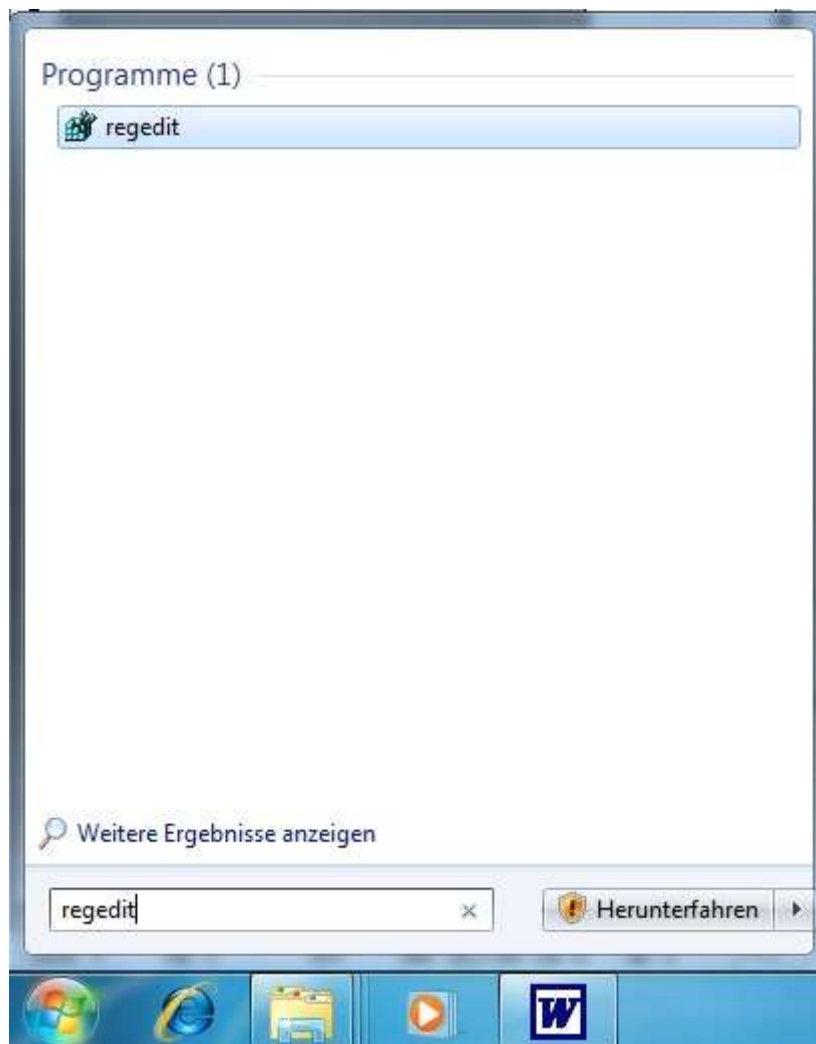 Programme (1)
regedit
Weitere Ergebnisse anzeigen
regedit
Herunterfahren
W